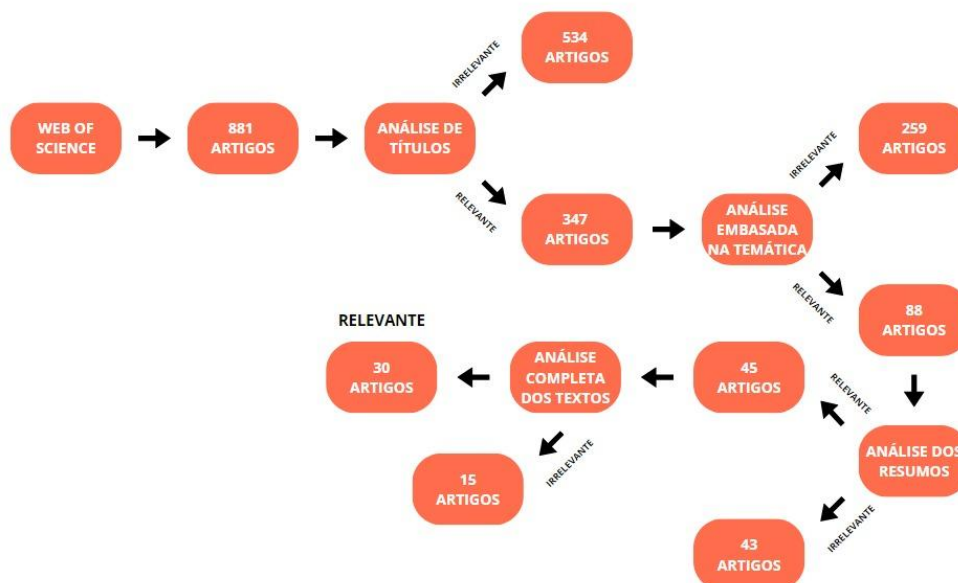 WEB OF
SCIENCE
881
ARTIGOS
ANÁLISE DE
TÍTULOS
IRRELEVANTE
534
ARTIGOS
RELEVANTE
347
ARTIGOS
ANÁLISE
EMBASADA
NA TEMÁTICA
IRRELEVANTE
259
ARTIGOS
RELEVANTE
88
ARTIGOS
ANÁLISE DOS
RESUMOS
RELEVANTE
45
ARTIGOS
IRRELEVANTE
43
ARTIGOS
ANÁLISE
COMPLETA
DOS TEXTOS
RELEVANTE
30
ARTIGOS
IRRELEVANTE
15
ARTIGOS